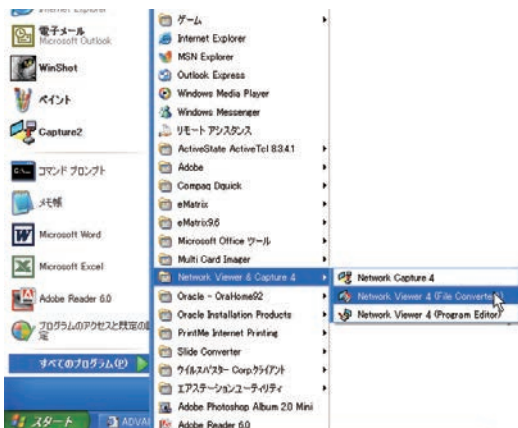 Internet Explorer
電子メール
Microsoft Outlook
WinShot
ペイント
Capture2
コマンド プロンプト
メモ帳
Microsoft Word
Microsoft Excel
Adobe Reader 6.0
プログラムのアクセスと既定の
定
すべてのプログラム(P)
スタート
ADVA
ゲーム
Internet Explorer
MSN Explorer
Outlook Express
Windows Media Player
Windows Messenger
リモート アシスタンス
ActiveState ActiveTcl 8.3.4.1
Adobe
Compaq Dquick
eMatrix
eMatrix9.6
Microsoft Office ツール
Multi Card Imager
Network Viewer & Capture 4
Oracle - OraHome92
Oracle Installation Products
PrintMe Internet Printing
Slide Converter
ウイルスバスター Corp.クライアント
エアステーションユーティリティ
Adobe Photoshop Album 2.0 Mini
Adobe Reader 6.0
Network Capture 4
Network Viewer 4 (File Converter)
Network Viewer 4 (Program Editor)